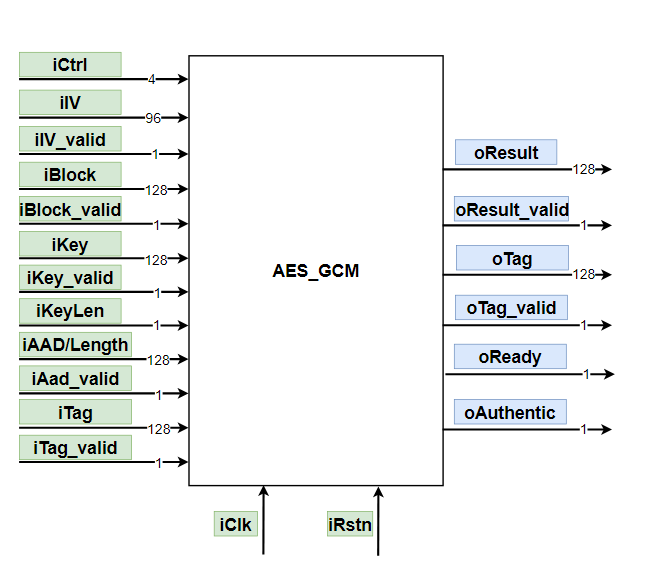 iCtrl
4
iIV
96
iIV_valid
1
iBlock
128
iBlock_valid
1
iKey
128
iKey_valid
1
iKeyLen
1
iAAD/Length
128
iAad_valid
1
iTag
128
iTag_valid
1
AES_GCM
oResult
128
oResult_valid
1
oTag
128
oTag_valid
1
oReady
1
oAuthentic
1
iClk
iRstn